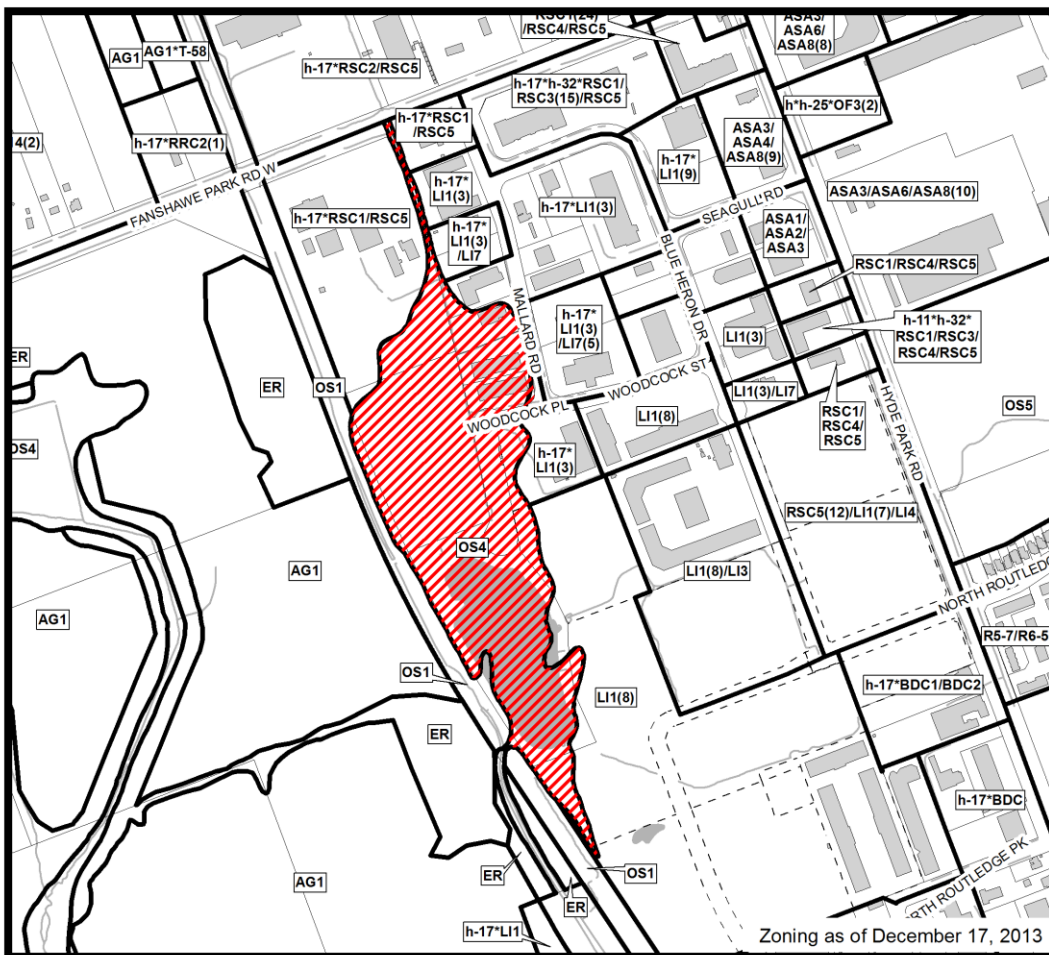 RSC1(24)
/RSC4/RSC5
ASA3/
ASA6/
ASA8(8)
AG1
AG1*T-58
h-17*RSC2/RSC5
h-17*h-32*RSC1/
RSC3(15)/RSC5
h*h-25*OF3(2)
h-17*RSC1
/RSC5
14(2)
h-17*RRC2(1)
ASA3/
ASA4/
ASA8(9)
h-17*
LI1(9)
FANSHAWE PARK RD W
h-17*
LI1(3)
ASA3/ASA6/ASA8(10)
h-17*RSC1/RSC5
h-17*LI1(3)
SEAGULL RD
h-17*
LI1(3)
/LI7
ASA1/
ASA2/
ASA3
BLUE HERON DR
RSC1/RSC4/RSC5
MALLARD RD
h-17*
LI1(3)
/LI7(5)
LI1(3)
h-11*h-32*
RSC1/RSC3/
RSC4/RSC5
ER
ER
OS1
WOODCOCK ST
LI1(3)/LI7
HYDE PARK RD
OS5
WOODCOCK PL
LI1(8)
RSC1/
RSC4/
RSC5
OS4
h-17*
LI1(3)
RSC5(12)/LI1(7)/LI4
OS4
AG1
LI1(8)/LI3
NORTH ROUTLEDGE
AG1
R5-7/R6-5
OS1
LI1(8)
h-17*BDC1/BDC2
ER
h-17*BDC
NORTH ROUTLEDGE PK
AG1
ER
OS1
ER
h-17*LI1
Zoning as of December 17, 2013